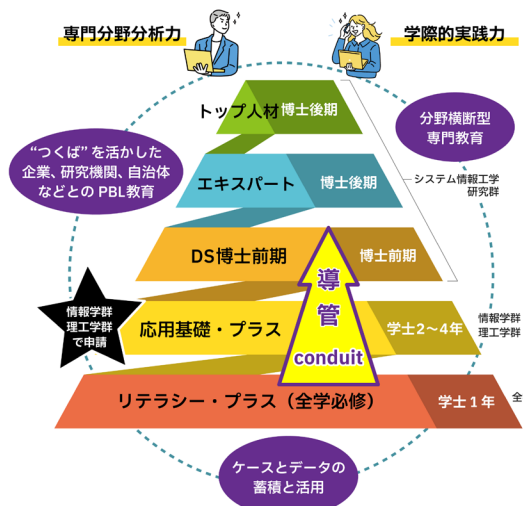 専門分野分析力
学際的実践力
トップ人材
博士後期
分野横断型
専門教育
“つくば”を活かした
企業、研究機関、自治体
などとの PBL教育
エキスパート
博士後期
システム情報工学
研究群
DS博士前期
博士前期
導管
conduit
情報学群
理工学群
で申請
応用基礎・プラス
学士2〜4年
情報学群
理工学群
リテラシー・プラス（全学必修）
学士1年
全
ケースとデータの
蓄積と活用